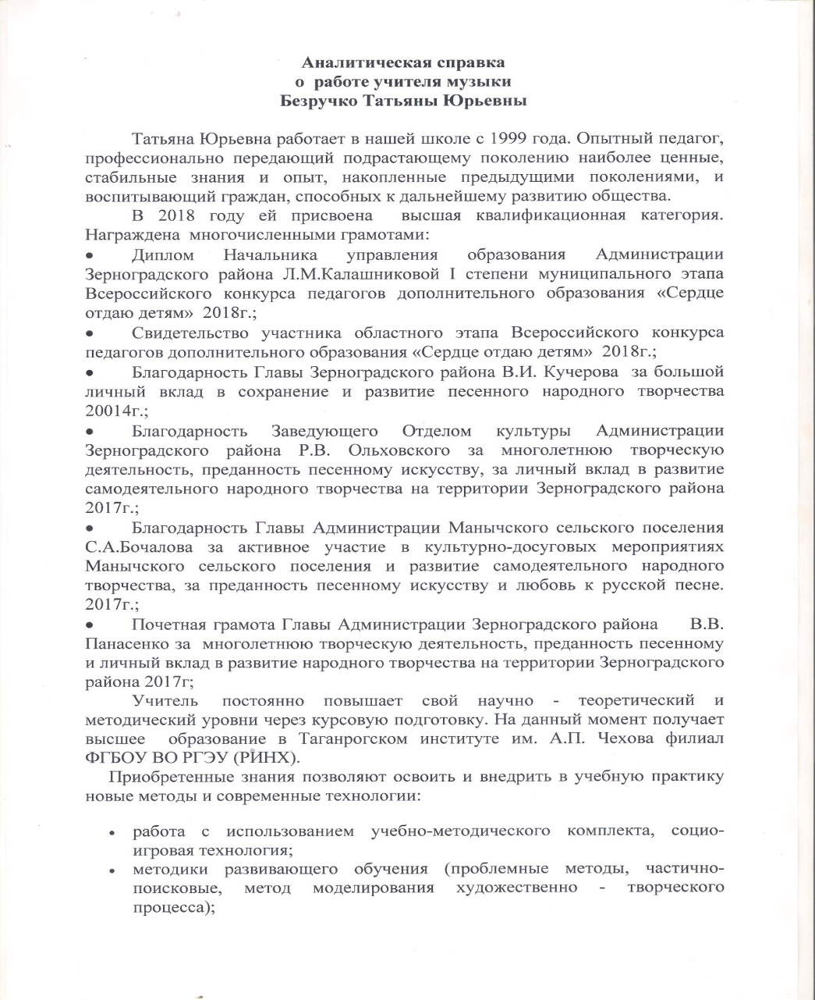 Аналитическая справка
о работе учителя музыки
Безручко Татьяны Юрьевны
Татьяна Юрьевна работает в нашей школе с 1999 года. Опытный педагог,
профессионально передающий подрастающему поколению наиболее ценные,
стабильные знания и опыт, накопленные предыдущими поколениями, и
воспитывающий граждан, способных к дальнейшему развитию общества.
В 2018 году ей присвоена высшая квалификационная категория.
Награждена многочисленными грамотами:
• Диплом Начальника управления образования Администрации
Зерноградского района Л.М.Калашниковой I степени муниципального этапа
Всероссийского конкурса педагогов дополнительного образования «Сердце
отдаю детям» 2018г.;
• Свидетельство участника областного этапа Всероссийского конкурса
педагогов дополнительного образования «Сердце отдаю детям» 2018г.;
• Благодарность Главы Зерноградского района В.И. Кучерова за большой
личный вклад в сохранение и развитие песенного народного творчества
20014г.;
• Благодарность Заведующего Отделом культуры Администрации
Зерноградского района Р.В. Ольховского за многолетнюю творческую
деятельность, преданность песенному искусству, за личный вклад в развитие
самодеятельного народного творчества на территории Зерноградского района
2017г.;
• Благодарность Главы Администрации Манычского сельского поселения
С.А.Бочалова за активное участие в культурно-досуговых мероприятиях
Манычского сельского поселения и развитие самодеятельного народного
творчества, за преданность песенному искусству и любовь к русской песне.
2017г.;
• Почетная грамота Главы Администрации Зерноградского района В.В.
Панасенко за многолетнюю творческую деятельность, преданность песенному
и личный вклад в развитие народного творчества на территории Зерноградского
района 2017г;
Учитель постоянно повышает свой научно - теоретический и
методический уровни через курсовую подготовку. На данный момент получает
высшее образование в Таганрогском институте им. А.П. Чехова филиал
ФГБОУ ВО РГЭУ (РИНХ).
Приобретенные знания позволяют освоить и внедрить в учебную практику
новые методы и современные технологии:
• работа с использованием учебно-методического комплекта, социо-
игровая технология;
• методики развивающего обучения (проблемные методы, частично-
поисковые, метод моделирования художественно - творческого
процесса);